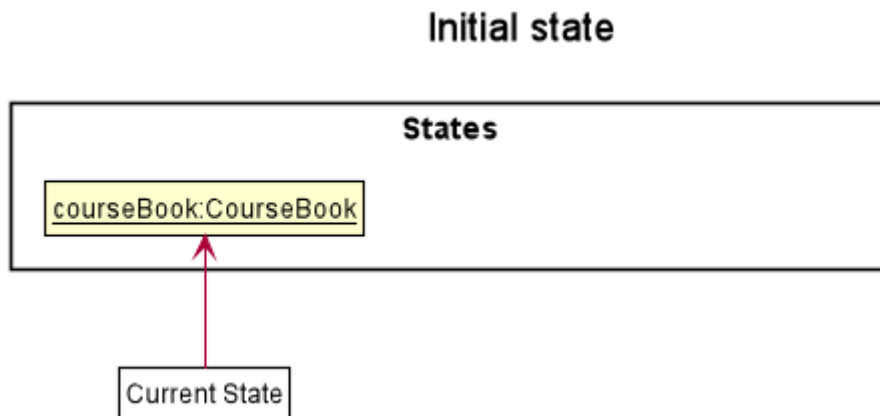 Initial state
States
courseBook:CourseBook
Current State